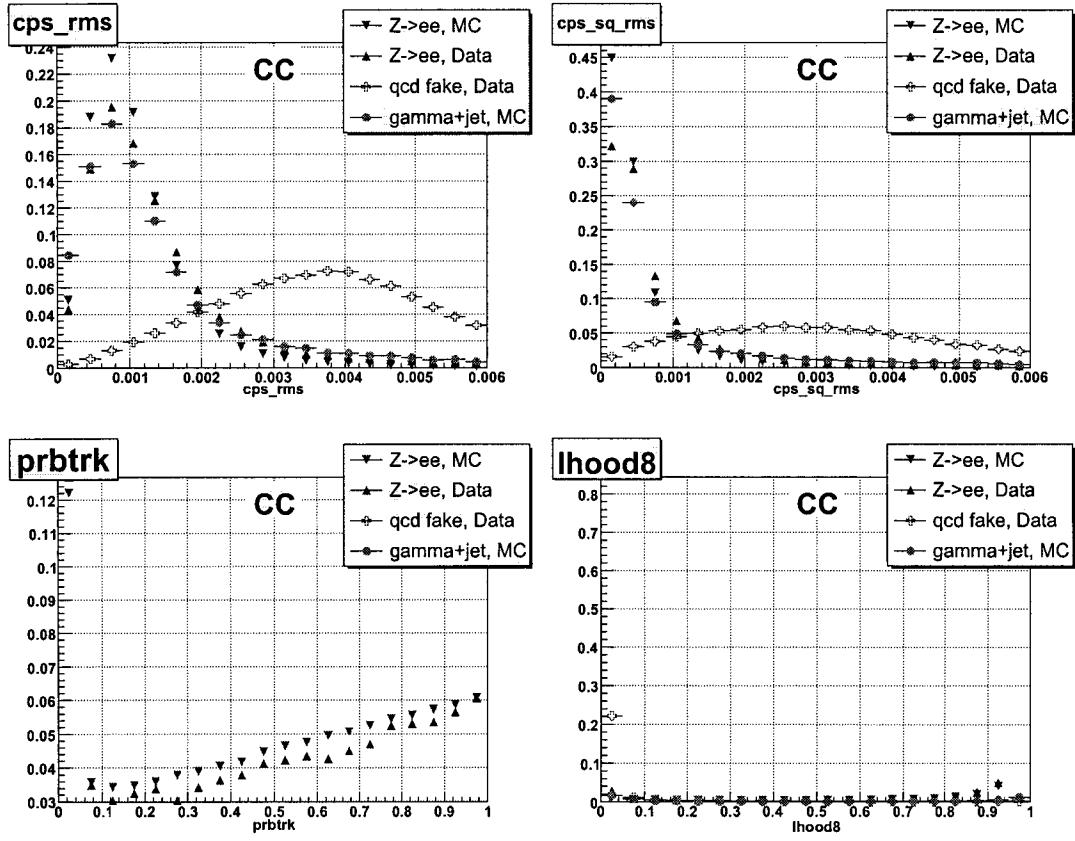 cps_rms
CC
Z->ee, MC
Z->ee, Data
qcd fake, Data
gamma+jet, MC
0.24
0.22
0.2
0.18
0.16
0.14
0.12
0.1
0.08
0.06
0.04
0.02
0
0 0.001 0.002 0.003 0.004 0.005 0.006
cps_rms
cps_sq_rms
CC
Z->ee, MC
Z->ee, Data
qcd fake, Data
gamma+jet, MC
0.45
0.4
0.35
0.3
0.25
0.2
0.15
0.1
0.05
0
0 0.001 0.002 0.003 0.004 0.005 0.006
cps_sq_rms
prbtrk
CC
Z->ee, MC
Z->ee, Data
qcd fake, Data
gamma+jet, MC
0.12
0.11
0.1
0.09
0.08
0.07
0.06
0.05
0.04
0.03
0 0.1 0.2 0.3 0.4 0.5 0.6 0.7 0.8 0.9 1
prbtrk
lhood8
CC
Z->ee, MC
Z->ee, Data
qcd fake, Data
gamma+jet, MC
0.8
0.7
0.6
0.5
0.4
0.3
0.2
0.1
0
0 0.1 0.2 0.3 0.4 0.5 0.6 0.7 0.8 0.9 1
lhood8